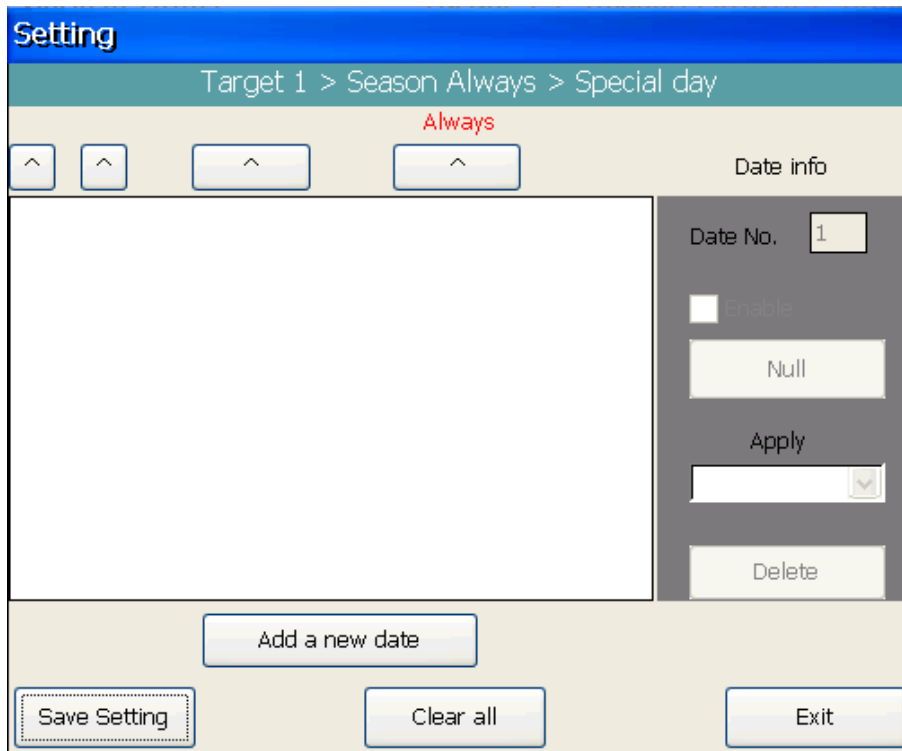 Setting
Target 1 > Season Always > Special day
Always
^ ^ ^ ^ Date info
Date No. 1
Enable
Null
Apply
Delete
Add a new date
Save Setting Clear all Exit